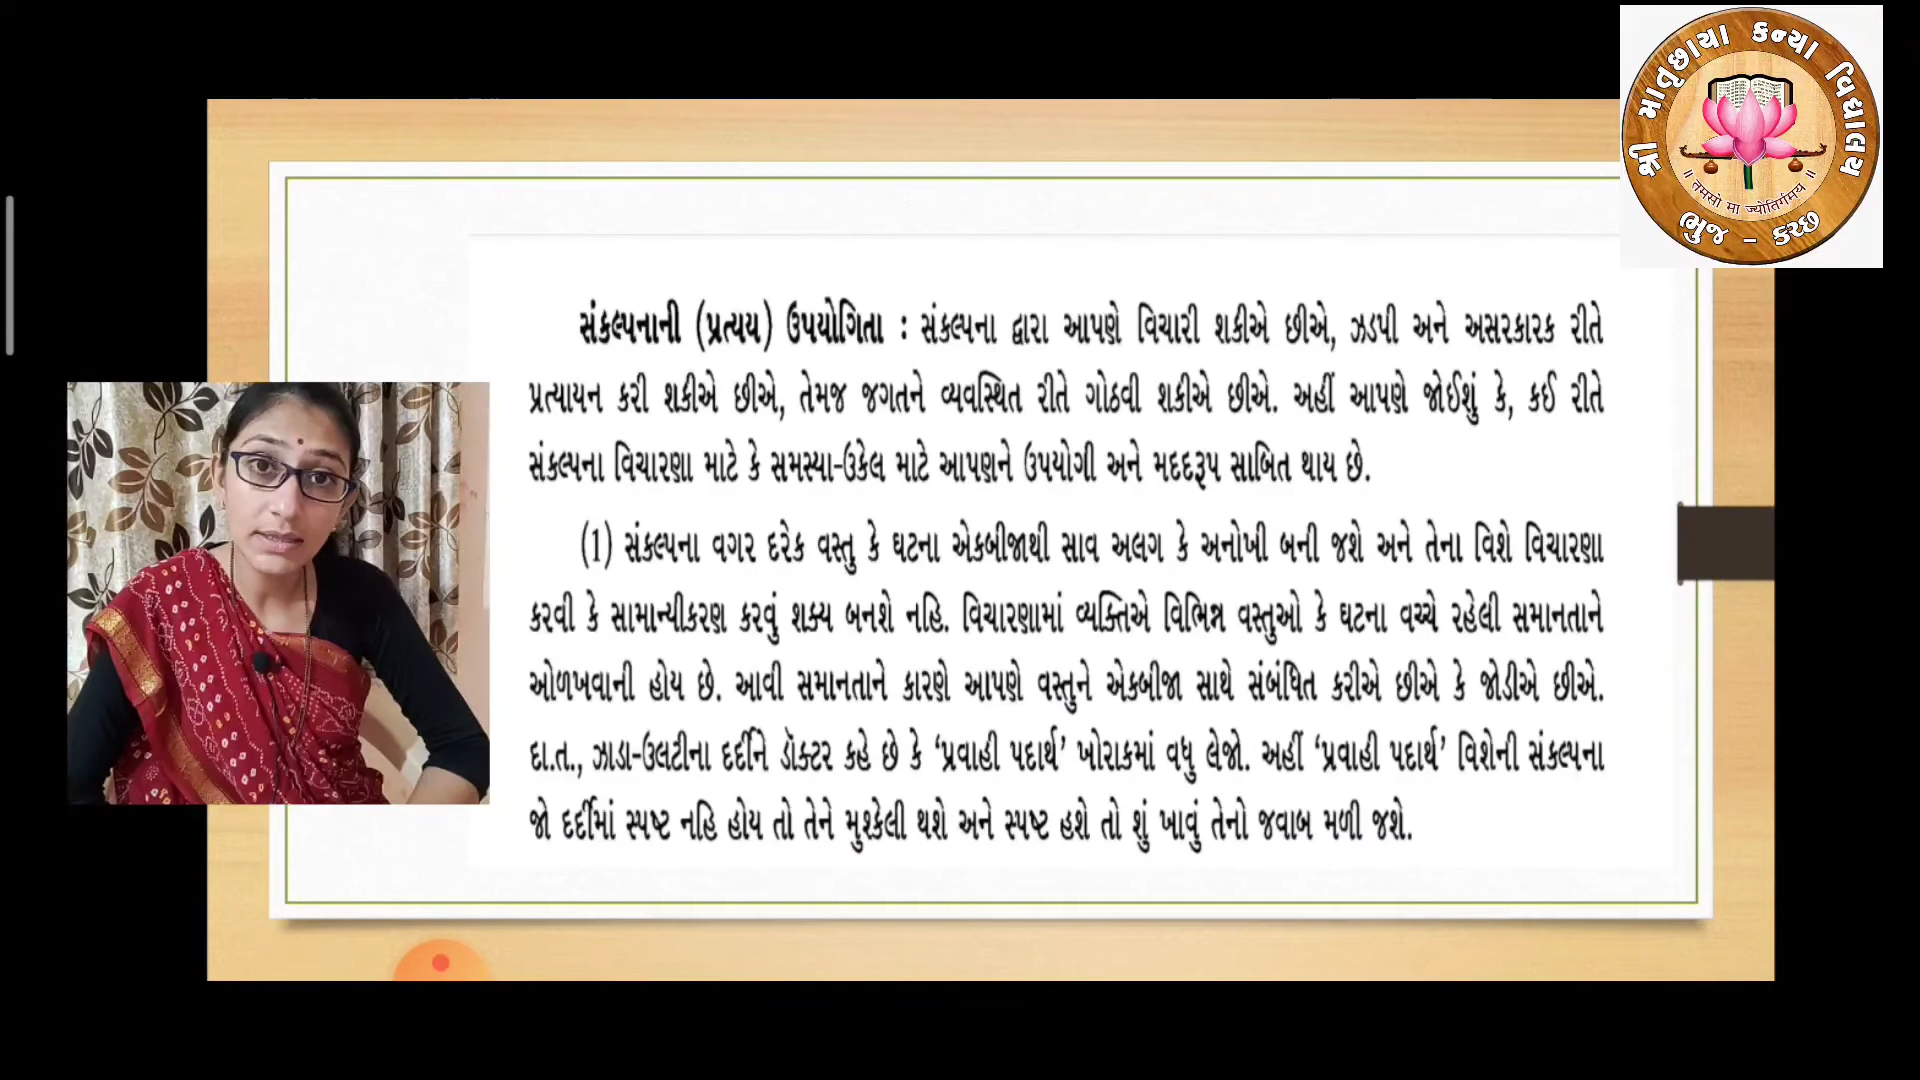 શ્રી માતૃછાયા કન્યા વિદ્યાલય
॥ तमसो मा ज्योतिर्गमय ॥
ભુજ - કચ્છ
સંકલ્પનાની (પ્રત્યય) ઉપયોગિતા : સંકલ્પના દ્વારા આપણે વિચારી શકીએ છીએ, ઝડપી અને અસરકારક રીતે
પ્રત્યાયન કરી શકીએ છીએ, તેમજ જગતને વ્યવસ્થિત રીતે ગોઠવી શકીએ છીએ. અહીં આપણે જોઈશું કે, કઈ રીતે
સંકલ્પના વિચારણા માટે કે સમસ્યા-ઉકેલ માટે આપણને ઉપયોગી અને મદદરૂપ સાબિત થાય છે.
(1) સંકલ્પના વગર દરેક વસ્તુ કે ઘટના એકબીજાથી સાવ અલગ કે અનોખી બની જશે અને તેના વિશે વિચારણા
કરવી કે સામાન્યીકરણ કરવું શક્ય બનશે નહિ. વિચારણામાં વ્યક્તિએ વિભિન્ન વસ્તુઓ કે ઘટના વચ્ચે રહેલી સમાનતાને
ઓળખવાની હોય છે. આવી સમાનતાને કારણે આપણે વસ્તુને એકબીજા સાથે સંબંધિત કરીએ છીએ કે જોડીએ છીએ.
દા.ત., ઝાડા-ઉલટીના દર્દીને ડૉક્ટર કહે છે કે ‘પ્રવાહી પદાર્થ’ ખોરાકમાં વધુ લેજો. અહીં ‘પ્રવાહી પદાર્થ’ વિશેની સંકલ્પના
જો દર્દીમાં સ્પષ્ટ નહિ હોય તો તેને મુશ્કેલી થશે અને સ્પષ્ટ હશે તો શું ખાવું તેનો જવાબ મળી જશે.